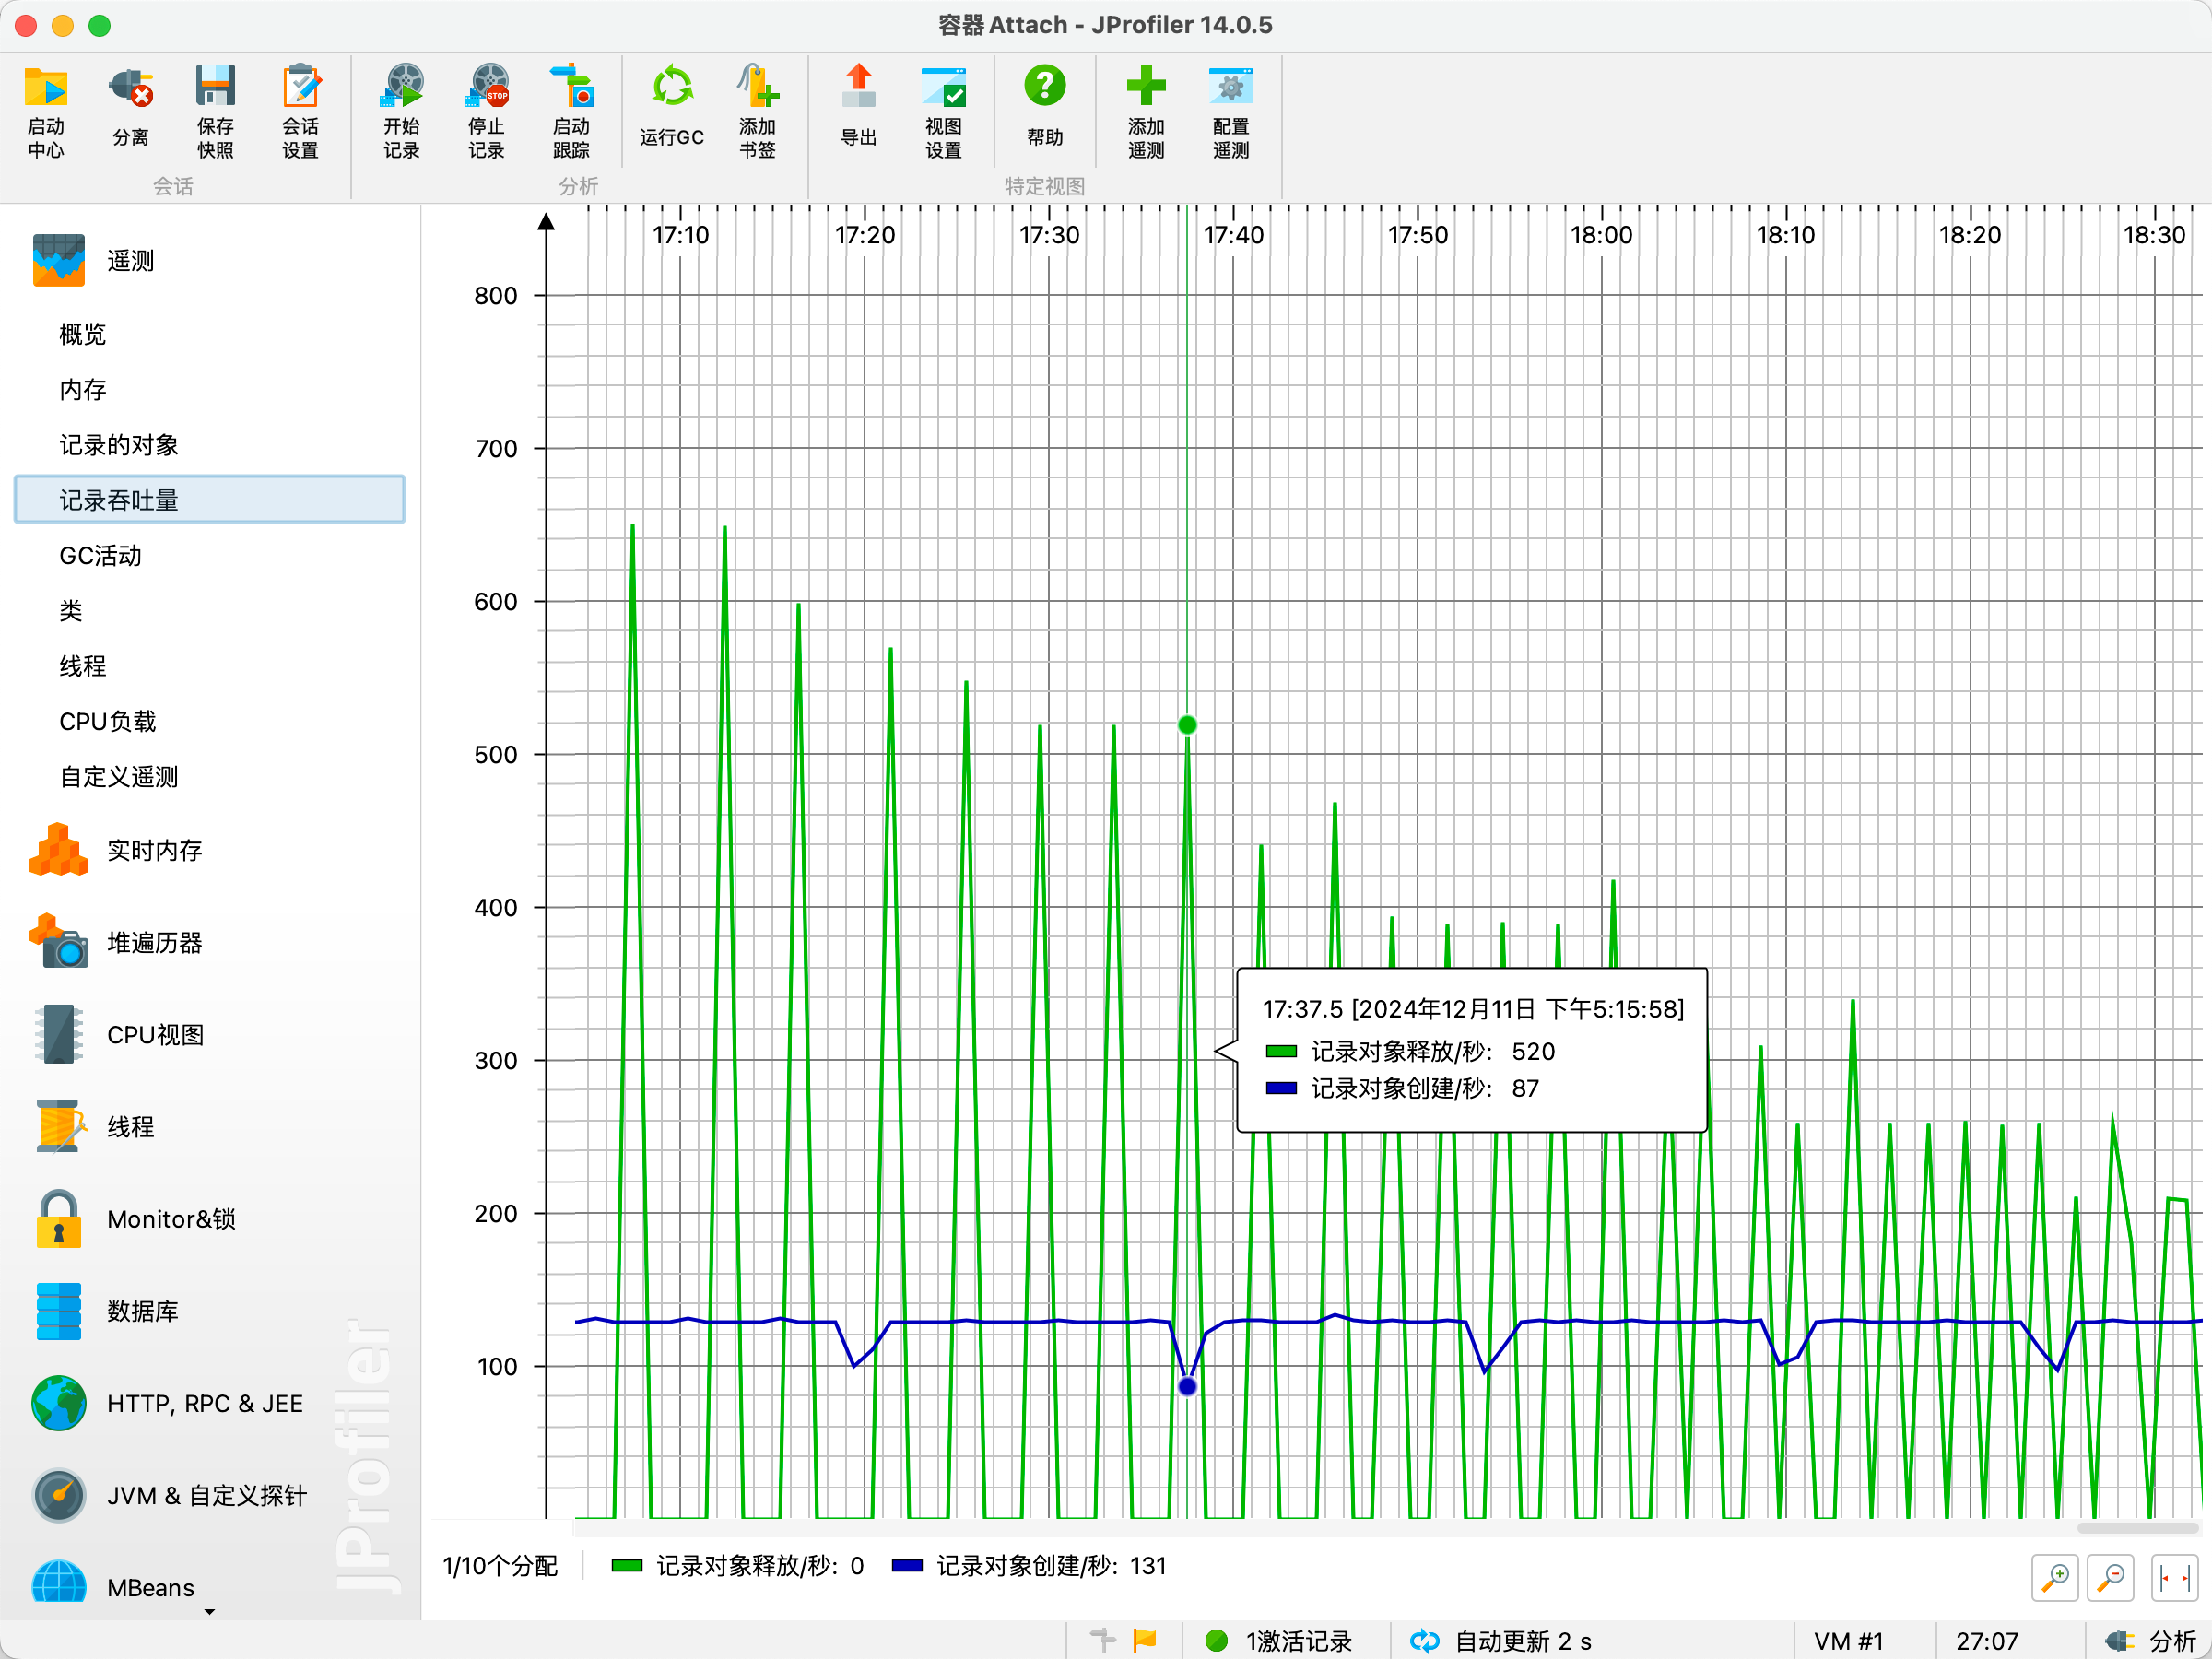 容器 Attach - JProfiler 14.0.5
启动
中心
分离
保存
快照
会话
设置
会话
开始
记录
停止
记录
启动
跟踪
运行GC
添加
书签
分析
导出
视图
设置
帮助
添加
遥测
配置
遥测
特定视图
STOP
遥测
概览
内存
记录的对象
记录吞吐量
GC活动
类
线程
CPU负载
自定义遥测
实时内存
堆遍历器
CPU视图
线程
Monitor&锁
数据库
HTTP, RPC & JEE
JVM & 自定义探针
MBeans
JProfiler
17:10 17:20 17:30 17:40 17:50 18:00 18:10 18:20 18:30
800
700
600
500
400
300
200
100
17:37.5 [2024年12月11日 下午5:15:58]
记录对象释放/秒: 520
记录对象创建/秒: 87
1/10个分配 记录对象释放/秒: 0 记录对象创建/秒: 131
1激活记录 自动更新 2 s VM #1 27:07 分析